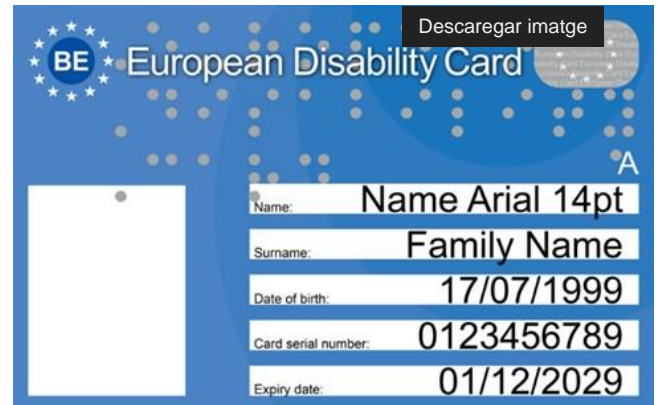 Descaregar imatge
BE European Disability Card
A
Name: Name Arial 14pt
Surname: Family Name
Date of birth: 17/07/1999
Card serial number: 0123456789
Expiry date: 01/12/2029